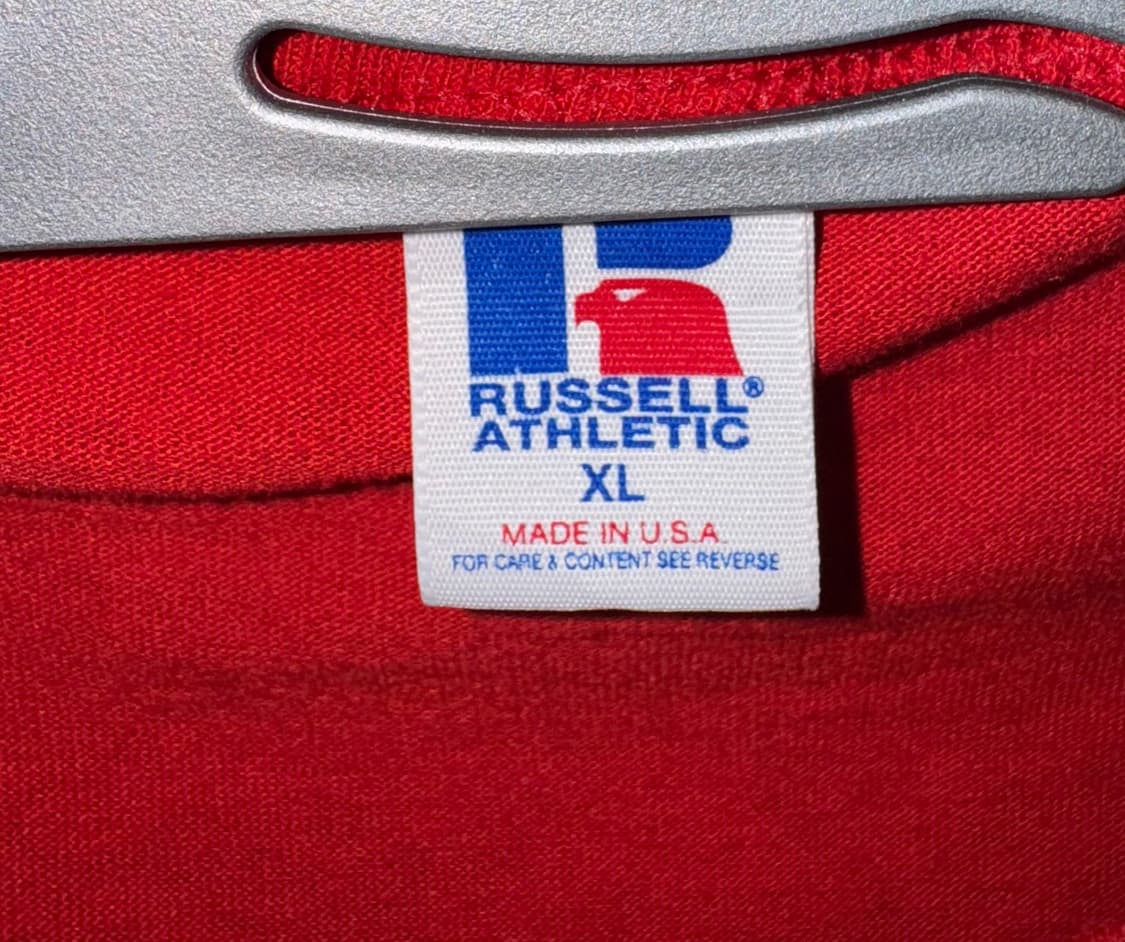 RUSSELL®
ATHLETIC
XL
MADE IN U.S.A
FOR CARE & CONTENT SEE REVERSE